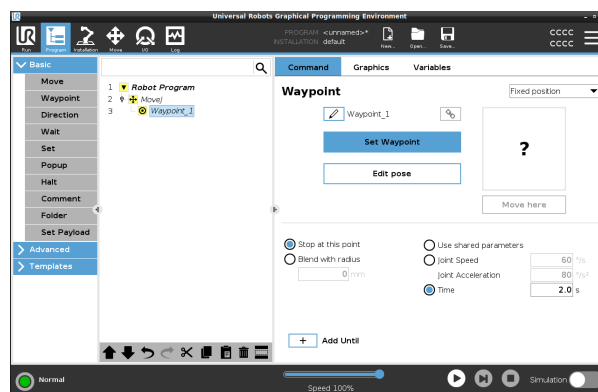 Universal Robots Graphical Programming Environment
UR
Run
Program
Installation
Move
I/O
Log
PROGRAM <unnamed>*
INSTALLATION default
New...
Open...
Save...
CCCC
CCCC
Basic
Move
Waypoint
Direction
Wait
Set
Popup
Halt
Comment
Folder
Set Payload
Advanced
Templates
1 Robot Program
2 MoveJ
3 Waypoint_1
Command Graphics Variables
Waypoint
Fixed position
Waypoint_1
Set Waypoint
Edit pose
?
Move here
Stop at this point
Blend with radius
0 mm
Use shared parameters
Joint Speed 60 °/s
Joint Acceleration 80 °/s²
Time 2.0 s
+ Add Until
Normal
Speed 100%
Simulation